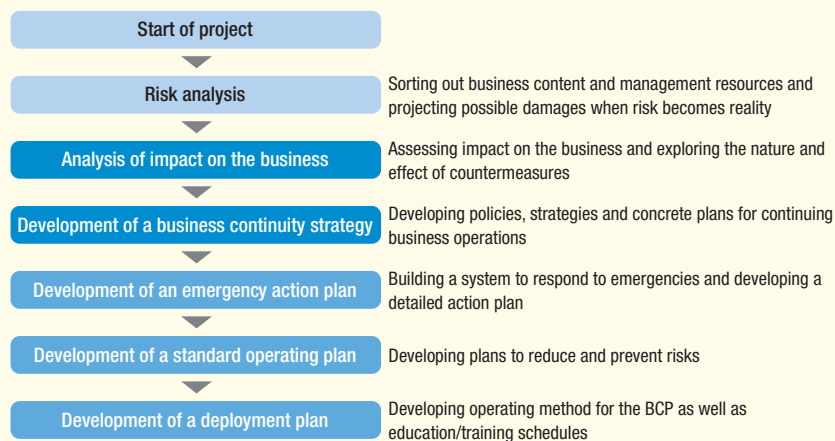 Start of project
Risk analysis
Sorting out business content and management resources and
projecting possible damages when risk becomes reality
Analysis of impact on the business
Assessing impact on the business and exploring the nature and
effect of countermeasures
Development of a business continuity strategy
Developing policies, strategies and concrete plans for continuing
business operations
Development of an emergency action plan
Building a system to respond to emergencies and developing a
detailed action plan
Development of a standard operating plan
Developing plans to reduce and prevent risks
Development of a deployment plan
Developing operating method for the BCP as well as
education/training schedules